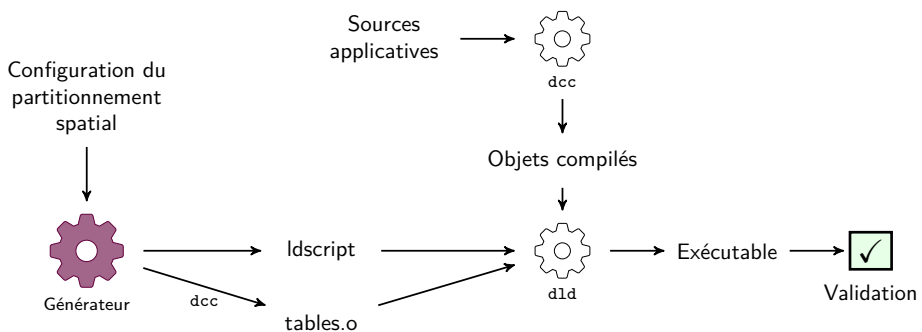 Sources
applicatives
dcc
Configuration du
partitionnement
spatial
Objets compilés
Générateur
dcc
ldscript
tables.o
dld
Exécutable
Validation